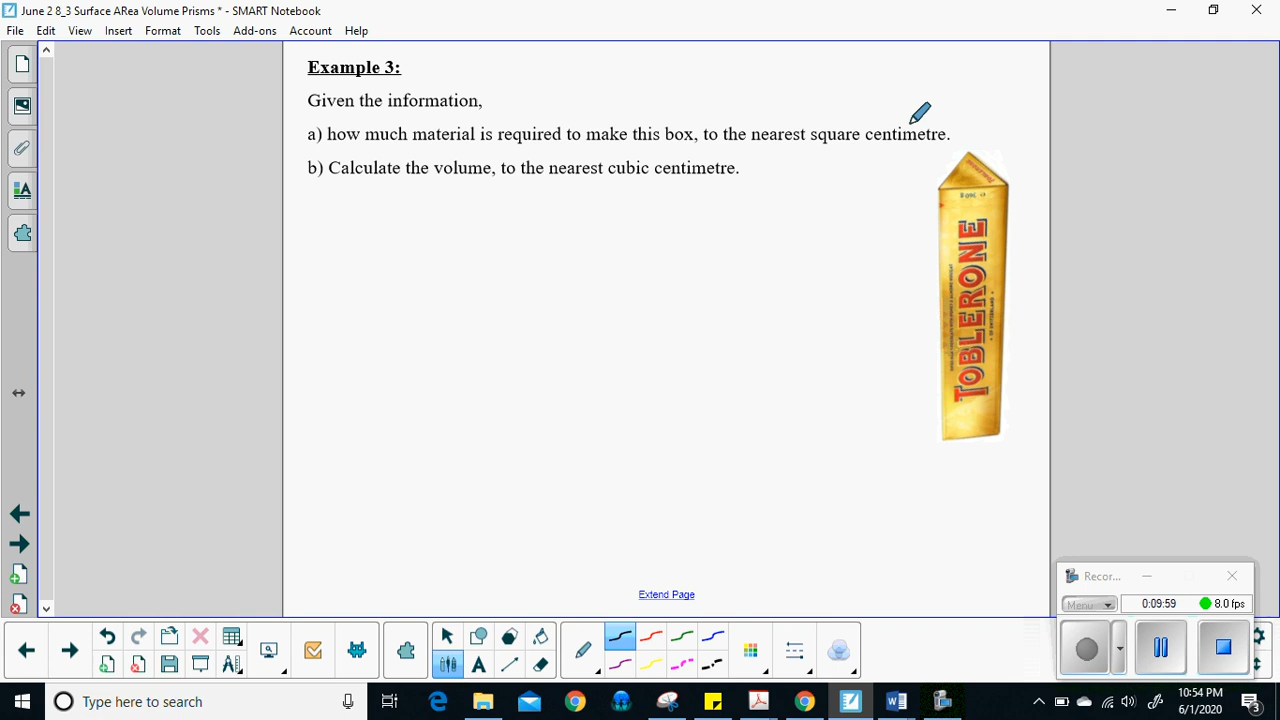 June 2 8_3 Surface ARea Volume Prisms * - SMART Notebook
File Edit View Insert Format Tools Add-ons Account Help
Example 3:
Given the information,
a) how much material is required to make this box, to the nearest square centimetre.
b) Calculate the volume, to the nearest cubic centimetre.
TOBLERONE
OF SWITZERLAND
Extend Page
Recor...
Menu
0:09:59
8.0 fps
Type here to search
10:54 PM
6/1/2020
3